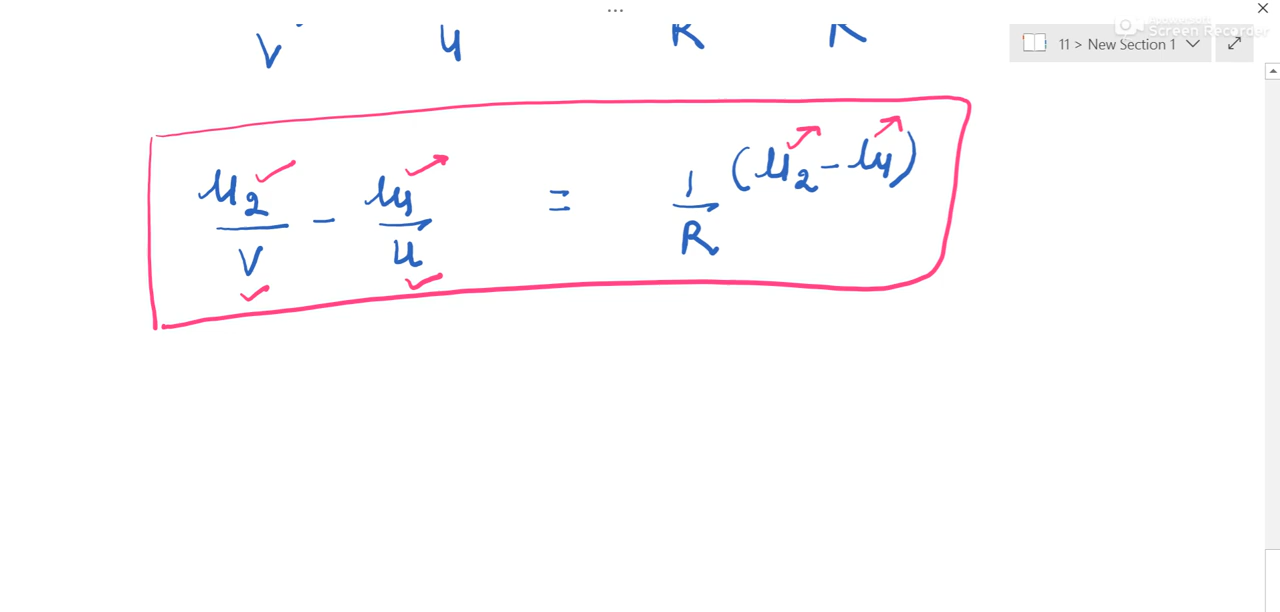 ...
Screen Recorder
11 > New Section 1
v u R R
μ2/v - μ1/u = 1/R (μ2 - μ1)